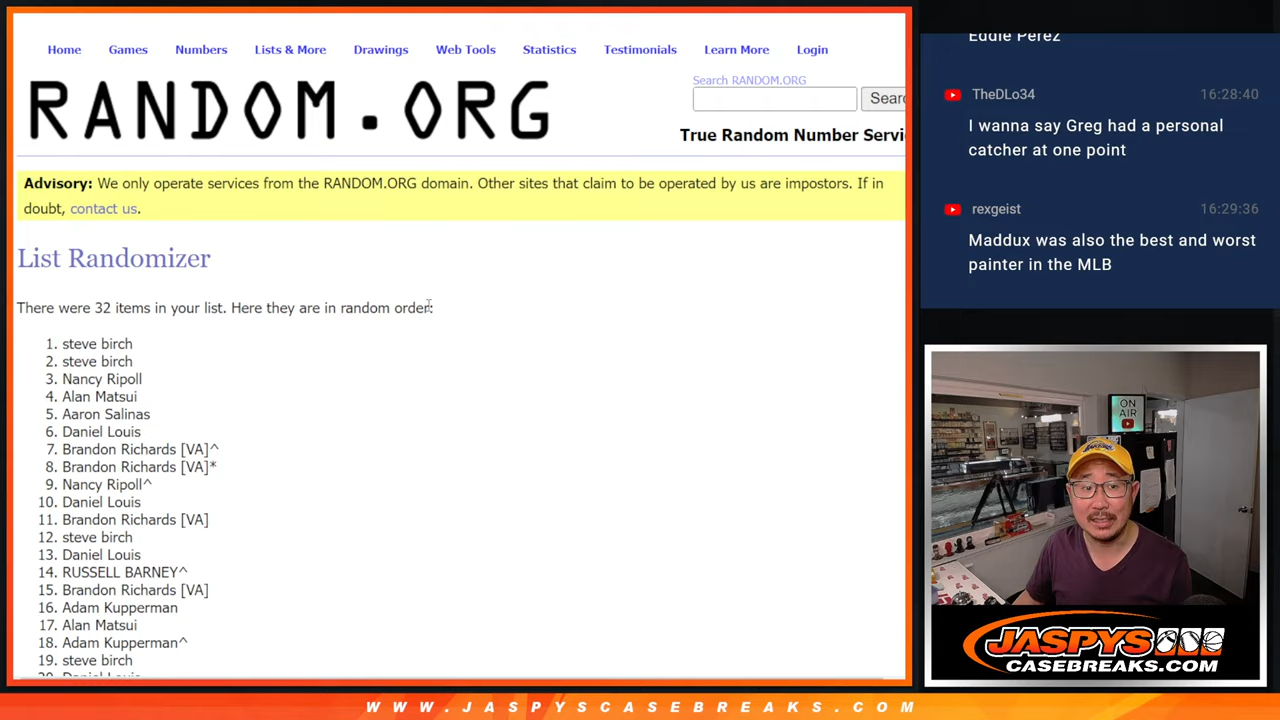 Home Games Numbers Lists & More Drawings Web Tools Statistics Testimonials Learn More Login
RANDOM.ORG
Search RANDOM.ORG
Searc
True Random Number Servi
Advisory: We only operate services from the RANDOM.ORG domain. Other sites that claim to be operated by us are impostors. If in
doubt, contact us.
List Randomizer
There were 32 items in your list. Here they are in random order:
1. steve birch
2. steve birch
3. Nancy Ripoll
4. Alan Matsui
5. Aaron Salinas
6. Daniel Louis
7. Brandon Richards [VA]^
8. Brandon Richards [VA]*
9. Nancy Ripoll^
10. Daniel Louis
11. Brandon Richards [VA]
12. steve birch
13. Daniel Louis
14. RUSSELL BARNEY^
15. Brandon Richards [VA]
16. Adam Kupperman
17. Alan Matsui
18. Adam Kupperman^
19. steve birch
20. Daniel Louis
Eddie Perez
TheDLo34 16:28:40
I wanna say Greg had a personal
catcher at one point
rexgeist 16:29:36
Maddux was also the best and worst
painter in the MLB
ON
AIR
JASPYS
CASEBREAKS.COM
WWW.JASPYSCASEBREAKS.COM